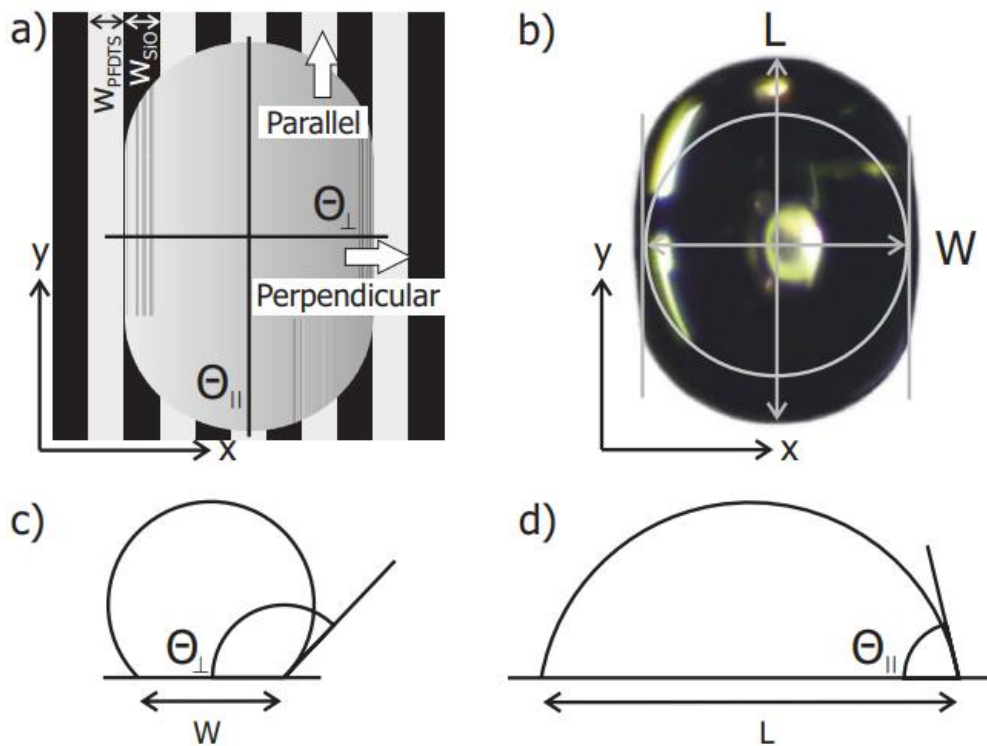 a)
W_PFDTS
W_SiO
Parallel
Θ⊥
Perpendicular
Θ||
y
x
b)
L
W
y
x
c)
Θ⊥
W
d)
Θ||
L